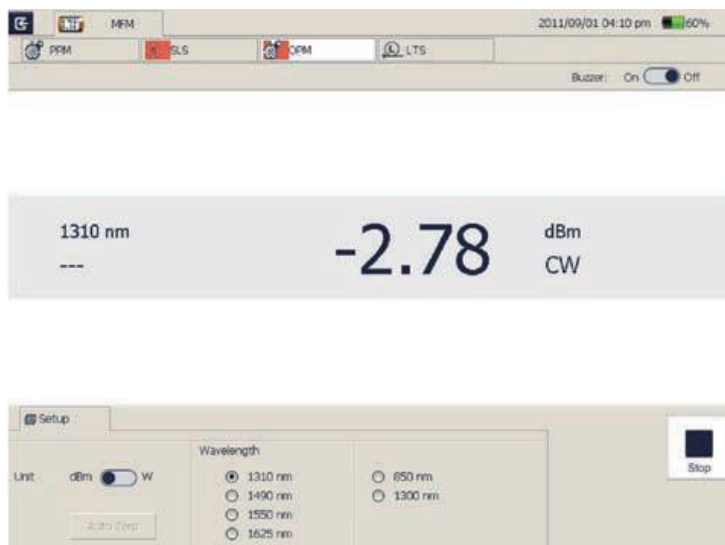 MFM 2011/09/01 04:10 pm 60%
PPM SLS OPM LTS
Buzzer: On Off
1310 nm -2.78 dBm
--- CW
Setup
Wavelength
Unit dBm W 1310 nm 850 nm
1490 nm 1300 nm
1550 nm
Auto Zero
1625 nm
Stop